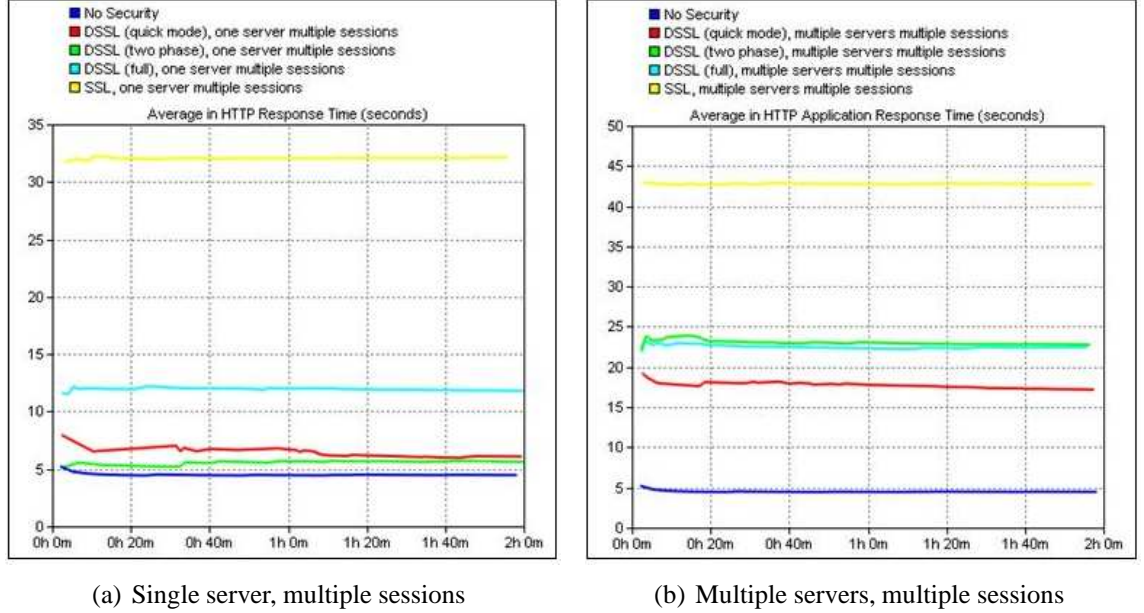 No Security
DSSL (quick mode), one server multiple sessions
DSSL (two phase), one server multiple sessions
DSSL (full), one server multiple sessions
SSL, one server multiple sessions
Average in HTTP Response Time (seconds)
35
30
25
20
15
10
5
0
0h 0m 0h 20m 0h 40m 1h 0m 1h 20m 1h 40m 2h 0m
(a) Single server, multiple sessions
No Security
DSSL (quick mode), multiple servers multiple sessions
DSSL (two phase), multiple servers multiple sessions
DSSL (full), multiple servers multiple sessions
SSL, multiple servers multiple sessions
Average in HTTP Application Response Time (seconds)
50
45
40
35
30
25
20
15
10
5
0
0h 0m 0h 20m 0h 40m 1h 0m 1h 20m 1h 40m 2h 0m
(b) Multiple servers, multiple sessions